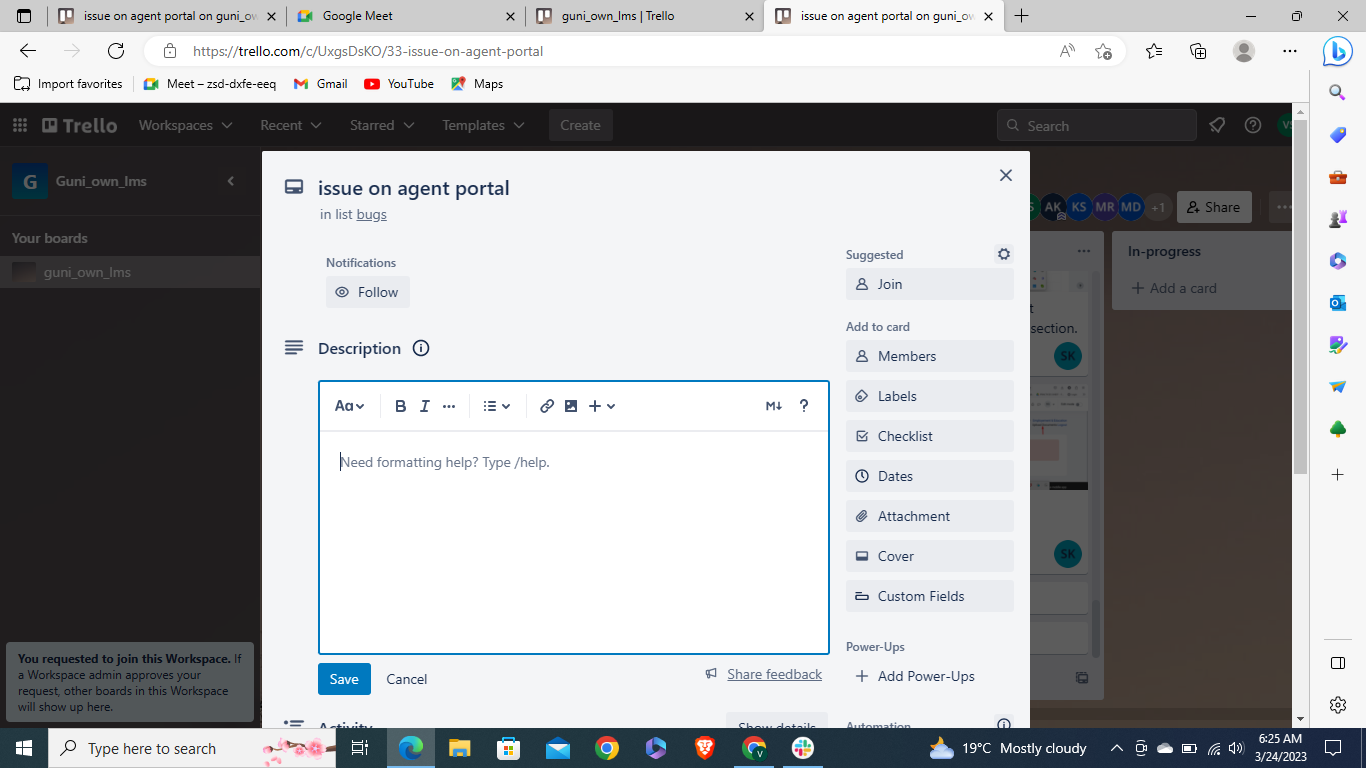 issue on agent portal on guni_ow
Google Meet
guni_own_lms | Trello
issue on agent portal on guni_ow
https://trello.com/c/UxgsDsKO/33-issue-on-agent-portal
Import favorites
Meet – zsd-dxfe-eeq
Gmail
YouTube
Maps
Trello
Workspaces
Recent
Starred
Templates
Create
Search
VS
G
Guni_own_lms
Your boards
guni_own_lms
You requested to join this Workspace. If
a Workspace admin approves your
request, other boards in this Workspace
will show up here.
issue on agent portal
in list bugs
Notifications
Follow
Description
Aa
B
I
M↓
?
Need formatting help? Type /help.
Save
Cancel
Share feedback
Activity
Show details
Suggested
Join
Add to card
Members
Labels
Checklist
Dates
Attachment
Cover
Custom Fields
Power-Ups
Add Power-Ups
Automation
AK
KS
MR
MD
+1
Share
In-progress
Add a card
section.
SK
SK
Type here to search
19°C Mostly cloudy
6:25 AM
3/24/2023